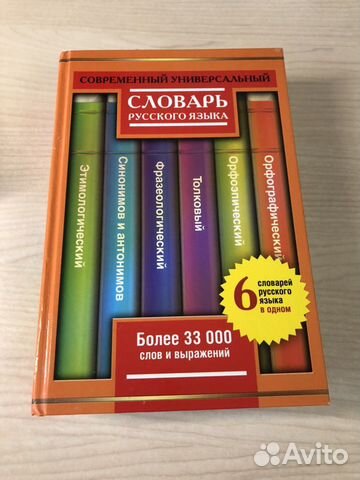 СОВРЕМЕННЫЙ УНИВЕРСАЛЬНЫЙ
СЛОВАРЬ
РУССКОГО ЯЗЫКА
Этимологический
Синонимов и антонимов
Фразеологический
Толковый
Орфоэпический
Орфографический
6
словарей
русского
языка
в одном
Более 33 000
слов и выражений
Avito